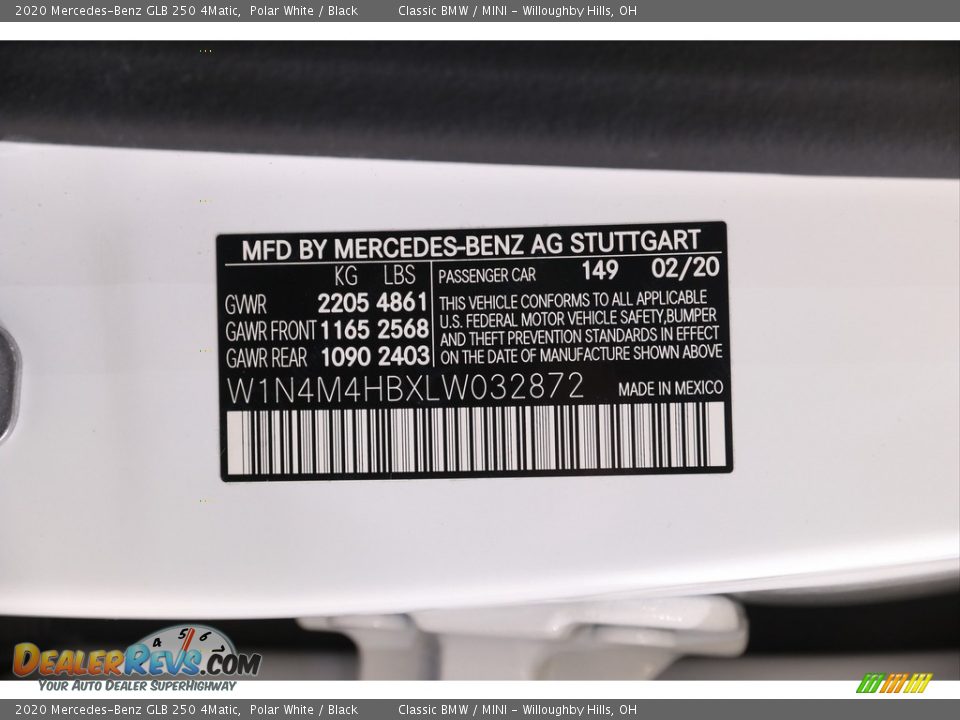 2020 Mercedes-Benz GLB 250 4Matic, Polar White / Black Classic BMW / MINI - Willoughby Hills, OH
MFD BY MERCEDES-BENZ AG STUTTGART
KG LBS PASSENGER CAR 149 02/20
GVWR 2205 4861
GAWR FRONT 1165 2568
GAWR REAR 1090 2403
THIS VEHICLE CONFORMS TO ALL APPLICABLE
U.S. FEDERAL MOTOR VEHICLE SAFETY,BUMPER
AND THEFT PREVENTION STANDARDS IN EFFECT
ON THE DATE OF MANUFACTURE SHOWN ABOVE
W1N4M4HBXLW032872 MADE IN MEXICO
4 5 6 7
DEALERREVS.COM
YOUR AUTO DEALER SUPERHIGHWAY
2020 Mercedes-Benz GLB 250 4Matic, Polar White / Black Classic BMW / MINI - Willoughby Hills, OH